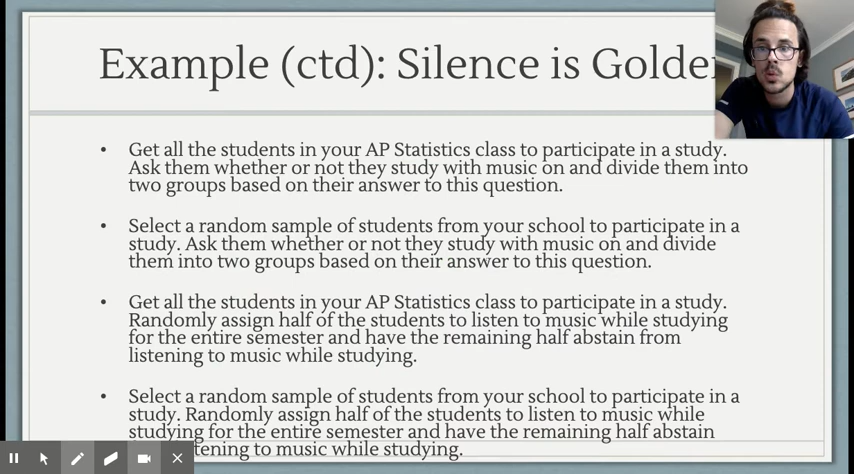 Example (ctd): Silence is Golden
• Get all the students in your AP Statistics class to participate in a study.
Ask them whether or not they study with music on and divide them into
two groups based on their answer to this question.
• Select a random sample of students from your school to participate in a
study. Ask them whether or not they study with music on and divide
them into two groups based on their answer to this question.
• Get all the students in your AP Statistics class to participate in a study.
Randomly assign half of the students to listen to music while studying
for the entire semester and have the remaining half abstain from
listening to music while studying.
• Select a random sample of students from your school to participate in a
study. Randomly assign half of the students to listen to music while
studying for the entire semester and have the remaining half abstain
tening to music while studying.